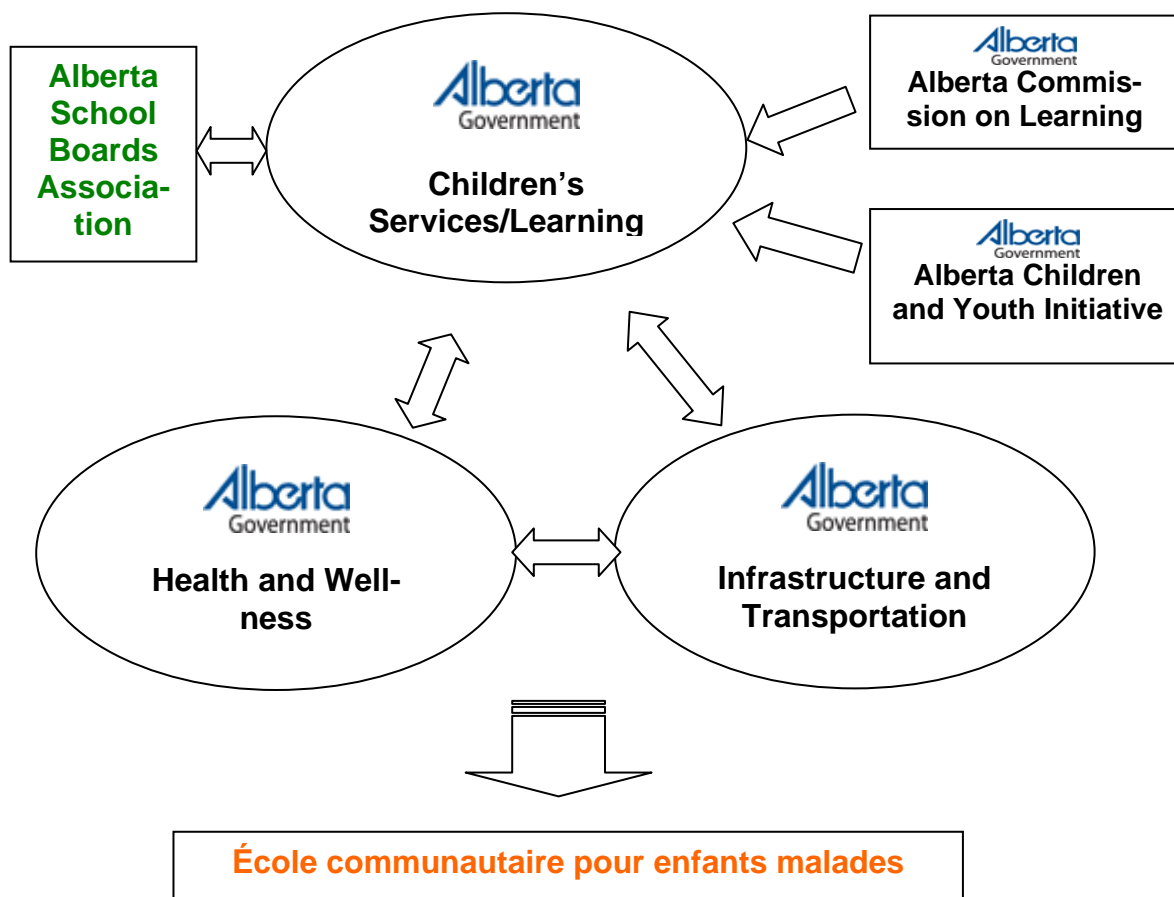 Alberta
School
Boards
Associa-
tion
Alberta
Government
Children's
Services/Learning
Alberta
Government
Alberta Commis-
sion on Learning
Alberta
Government
Alberta Children
and Youth Initiative
Alberta
Government
Health and Well-
ness
Alberta
Government
Infrastructure and
Transportation
École communautaire pour enfants malades